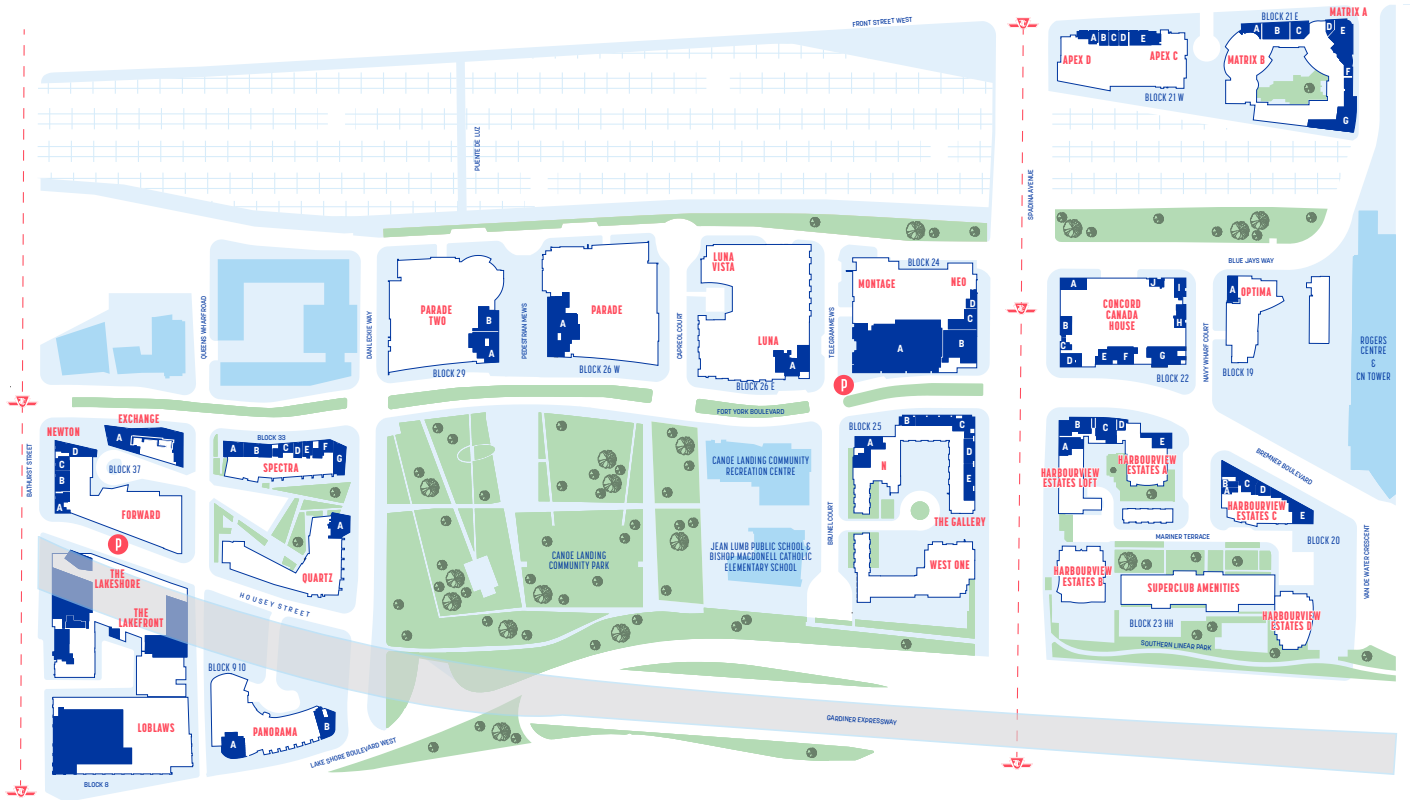 FRONT STREET WEST
BLOCK 21 E
MATRIX A
A
B
C
D
E
F
G
MATRIX B
A
B
C
D
E
APEX D
APEX C
BLOCK 21 W
PUENTE DE LUZ
SPADINA AVENUE
BLUE JAYS WAY
QUEENS WHARF ROAD
DAN LECKIE WAY
PARADE
TWO
B
A
BLOCK 29
PEDESTRIAN MEWS
PARADE
A
BLOCK 26 W
CAPREOL COURT
LUNA
VISTA
LUNA
A
BLOCK 26 E
TELEGRAM MEWS
BLOCK 24
MONTAGE
NEO
D
C
B
A
P
CONCORD
CANADA
HOUSE
A
J
I
B
H
C
D
E
F
G
BLOCK 22
NAVY WHARF COURT
A
OPTIMA
BLOCK 19
ROGERS
CENTRE
&
CN TOWER
FORT YORK BOULEVARD
BATHURST STREET
NEWTON
EXCHANGE
A
D
C
B
A
BLOCK 37
FORWARD
P
BLOCK 33
A
B
C
D
E
F
G
SPECTRA
A
QUARTZ
HOUSEY STREET
CANOE LANDING
COMMUNITY PARK
CANOE LANDING COMMUNITY
RECREATION CENTRE
JEAN LUMB PUBLIC SCHOOL &
BISHOP MACDONELL CATHOLIC
ELEMENTARY SCHOOL
BRUNEL COURT
BLOCK 25
A
B
C
D
E
N
THE GALLERY
WEST ONE
A
B
C
D
E
HARBOURVIEW
ESTATES LOFT
HARBOURVIEW
ESTATES A
BREMNER BOULEVARD
B
A
C
D
E
HARBOURVIEW
ESTATES C
BLOCK 20
MARINER TERRACE
VAN DE WATER CRESCENT
HARBOURVIEW
ESTATES B
SUPERCLUB AMENITIES
HARBOURVIEW
ESTATES D
BLOCK 23 HH
SOUTHERN LINEAR PARK
THE
LAKESHORE
THE
LAKEFRONT
BLOCK 9 10
LOBLAWS
BLOCK 8
A
PANORAMA
B
LAKE SHORE BOULEVARD WEST
GARDINER EXPRESSWAY